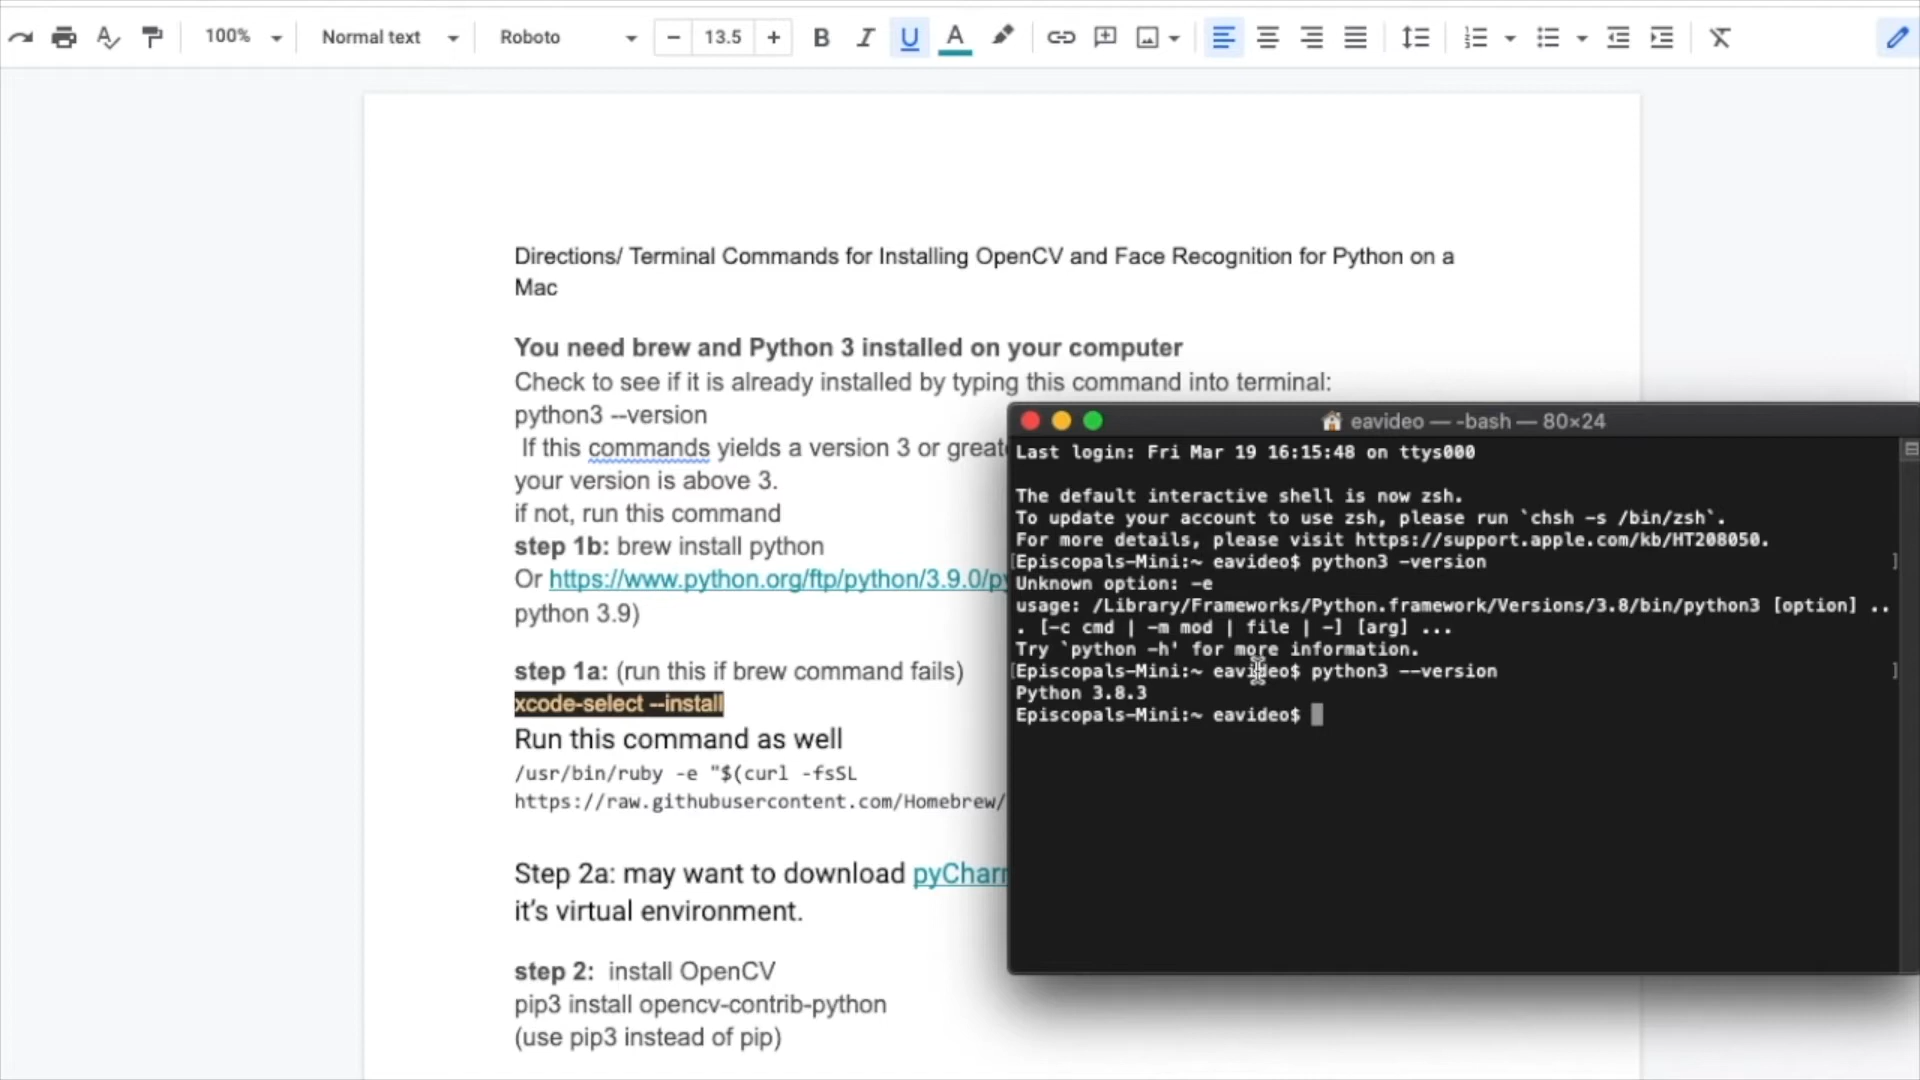 100%
Normal text
Roboto
13.5
Directions/ Terminal Commands for Installing OpenCV and Face Recognition for Python on a
Mac
You need brew and Python 3 installed on your computer
Check to see if it is already installed by typing this command into terminal:
python3 --version
If this commands yields a version 3 or
your version is above 3.
if not, run this command
step 1b: brew install python
Or https://www.python.org/ftp/python/3.9.0/
python 3.9)
step 1a: (run this if brew command fails)
xcode-select --install
Run this command as well
/usr/bin/ruby -e "$(curl -fsSL
https://raw.githubusercontent.com/Homebrew/
Step 2a: may want to download
it's virtual environment.
step 2: install OpenCV
pip3 install opencv-contrib-python
(use pip3 instead of pip)
eavideo — -bash — 80×24
Last login: Fri Mar 19 16:15:48 on ttys000
The default interactive shell is now zsh.
To update your account to use zsh, please run `chsh -s /bin/zsh`.
For more details, please visit https://support.apple.com/kb/HT208050.
[Episcopals-Mini:~ eavideo$ python3 -version ]
Unknown option: -e
usage: /Library/Frameworks/Python.framework/Versions/3.8/bin/python3 [option] ..
. [-c cmd | -m mod | file | -] [arg] ...
Try `python -h' for more information.
[Episcopals-Mini:~ eavideo$ python3 --version ]
Python 3.8.3
Episcopals-Mini:~ eavideo$